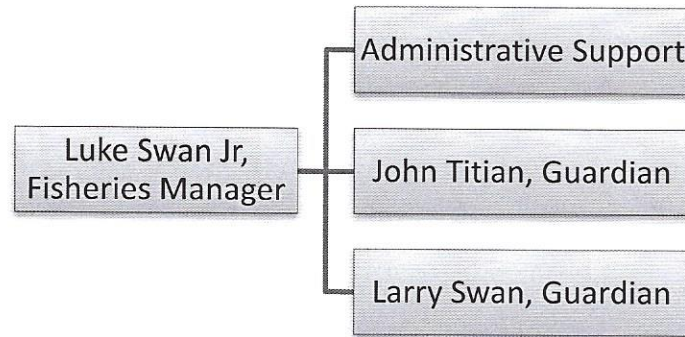 Administrative Support
Luke Swan Jr,
Fisheries Manager
John Titian, Guardian
Larry Swan, Guardian